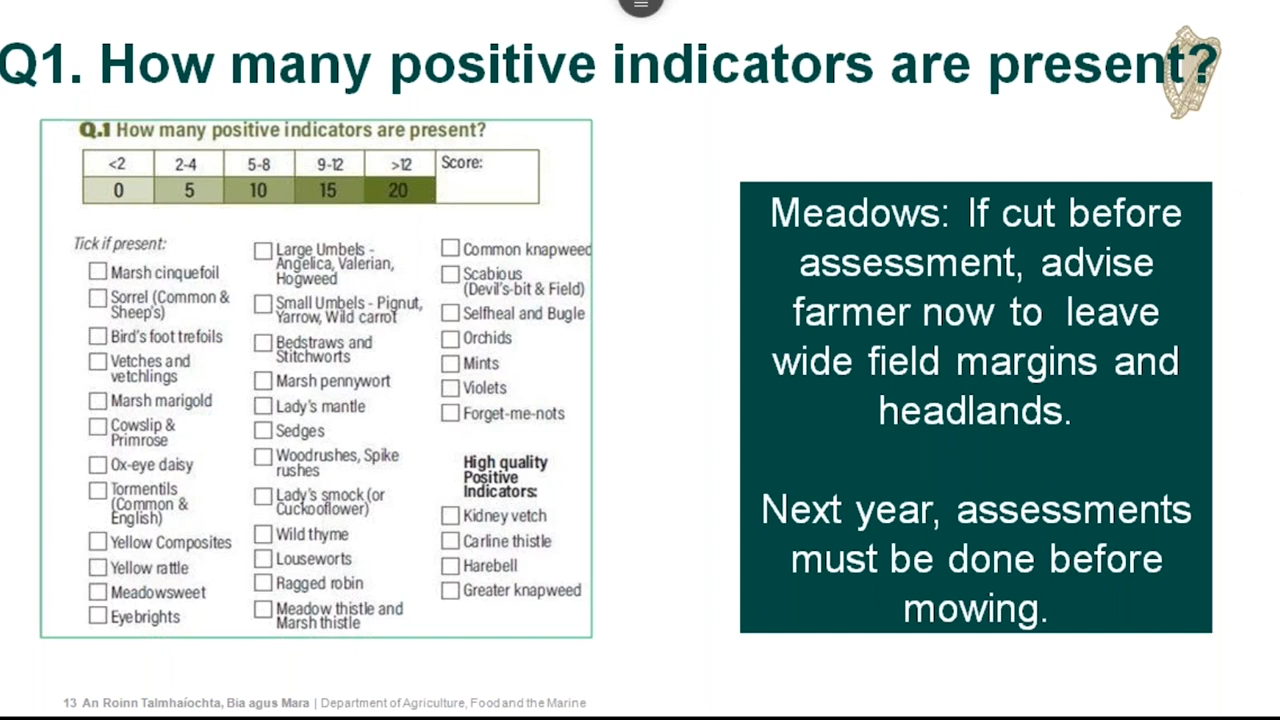 Q1. How many positive indicators are present?
Q.1 How many positive indicators are present?
<2 2-4 5-8 9-12 >12 Score:
0 5 10 15 20
Tick if present:
Marsh cinquefoil
Sorrel (Common &
Sheep's)
Bird's foot trefoils
Vetches and
vetchlings
Marsh marigold
Cowslip &
Primrose
Ox-eye daisy
Tormentils
(Common &
English)
Yellow Composites
Yellow rattle
Meadowsweet
Eyebrights
Large Umbels -
Angelica, Valerian,
Hogweed
Small Umbels - Pignut,
Yarrow, Wild carrot
Bedstraws and
Stitchworts
Marsh pennywort
Lady's mantle
Sedges
Woodrushes, Spike
rushes
Lady's smock (or
Cuckooflower)
Wild thyme
Louseworts
Ragged robin
Meadow thistle and
Marsh thistle
Common knapweed
Scabious
(Devil's-bit & Field)
Selfheal and Bugle
Orchids
Mints
Violets
Forget-me-nots
High quality
Positive
Indicators:
Kidney vetch
Carline thistle
Harebell
Greater knapweed
Meadows: If cut before
assessment, advise
farmer now to leave
wide field margins and
headlands.
Next year, assessments
must be done before
mowing.
13 An Roinn Talmhaíochta, Bia agus Mara | Department of Agriculture, Food and the Marine